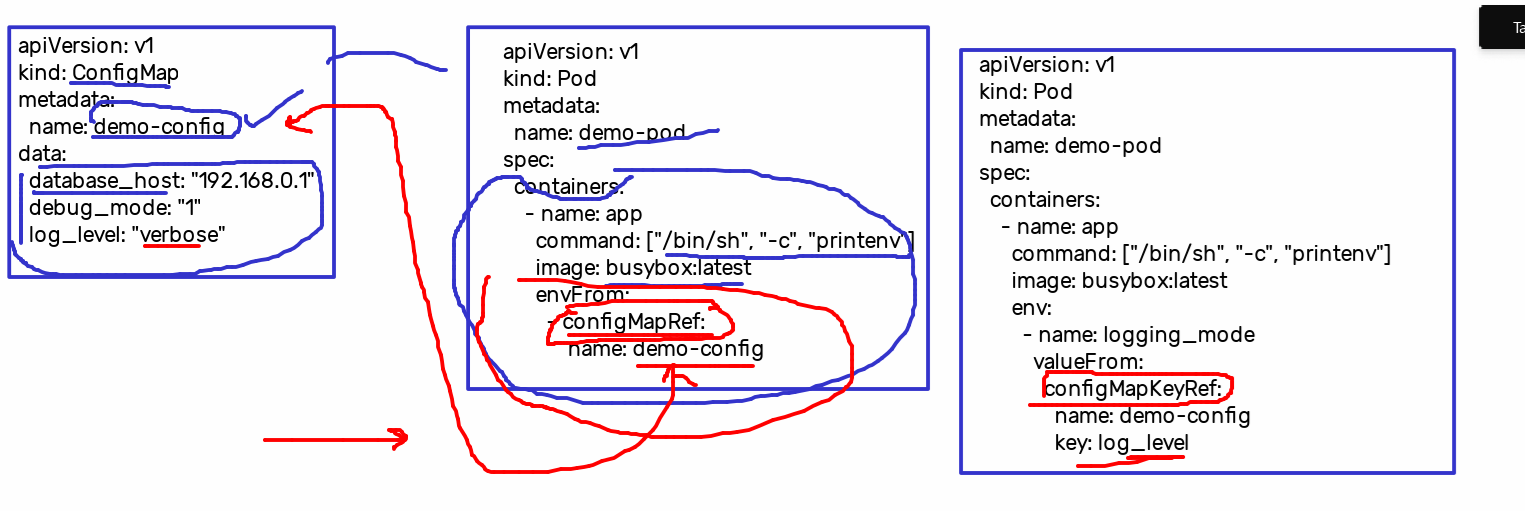 apiVersion: v1
kind: ConfigMap
metadata:
name: demo-config
data:
database_host: "192.168.0.1"
debug_mode: "1"
log_level: "verbose"
apiVersion: v1
kind: Pod
metadata:
name: demo-pod
spec:
containers:
- name: app
command: ["/bin/sh", "-c", "printenv"]
image: busybox:latest
envFrom:
- configMapRef:
name: demo-config
apiVersion: v1
kind: Pod
metadata:
name: demo-pod
spec:
containers:
- name: app
command: ["/bin/sh", "-c", "printenv"]
image: busybox:latest
env:
- name: logging_mode
valueFrom:
configMapKeyRef:
name: demo-config
key: log_level